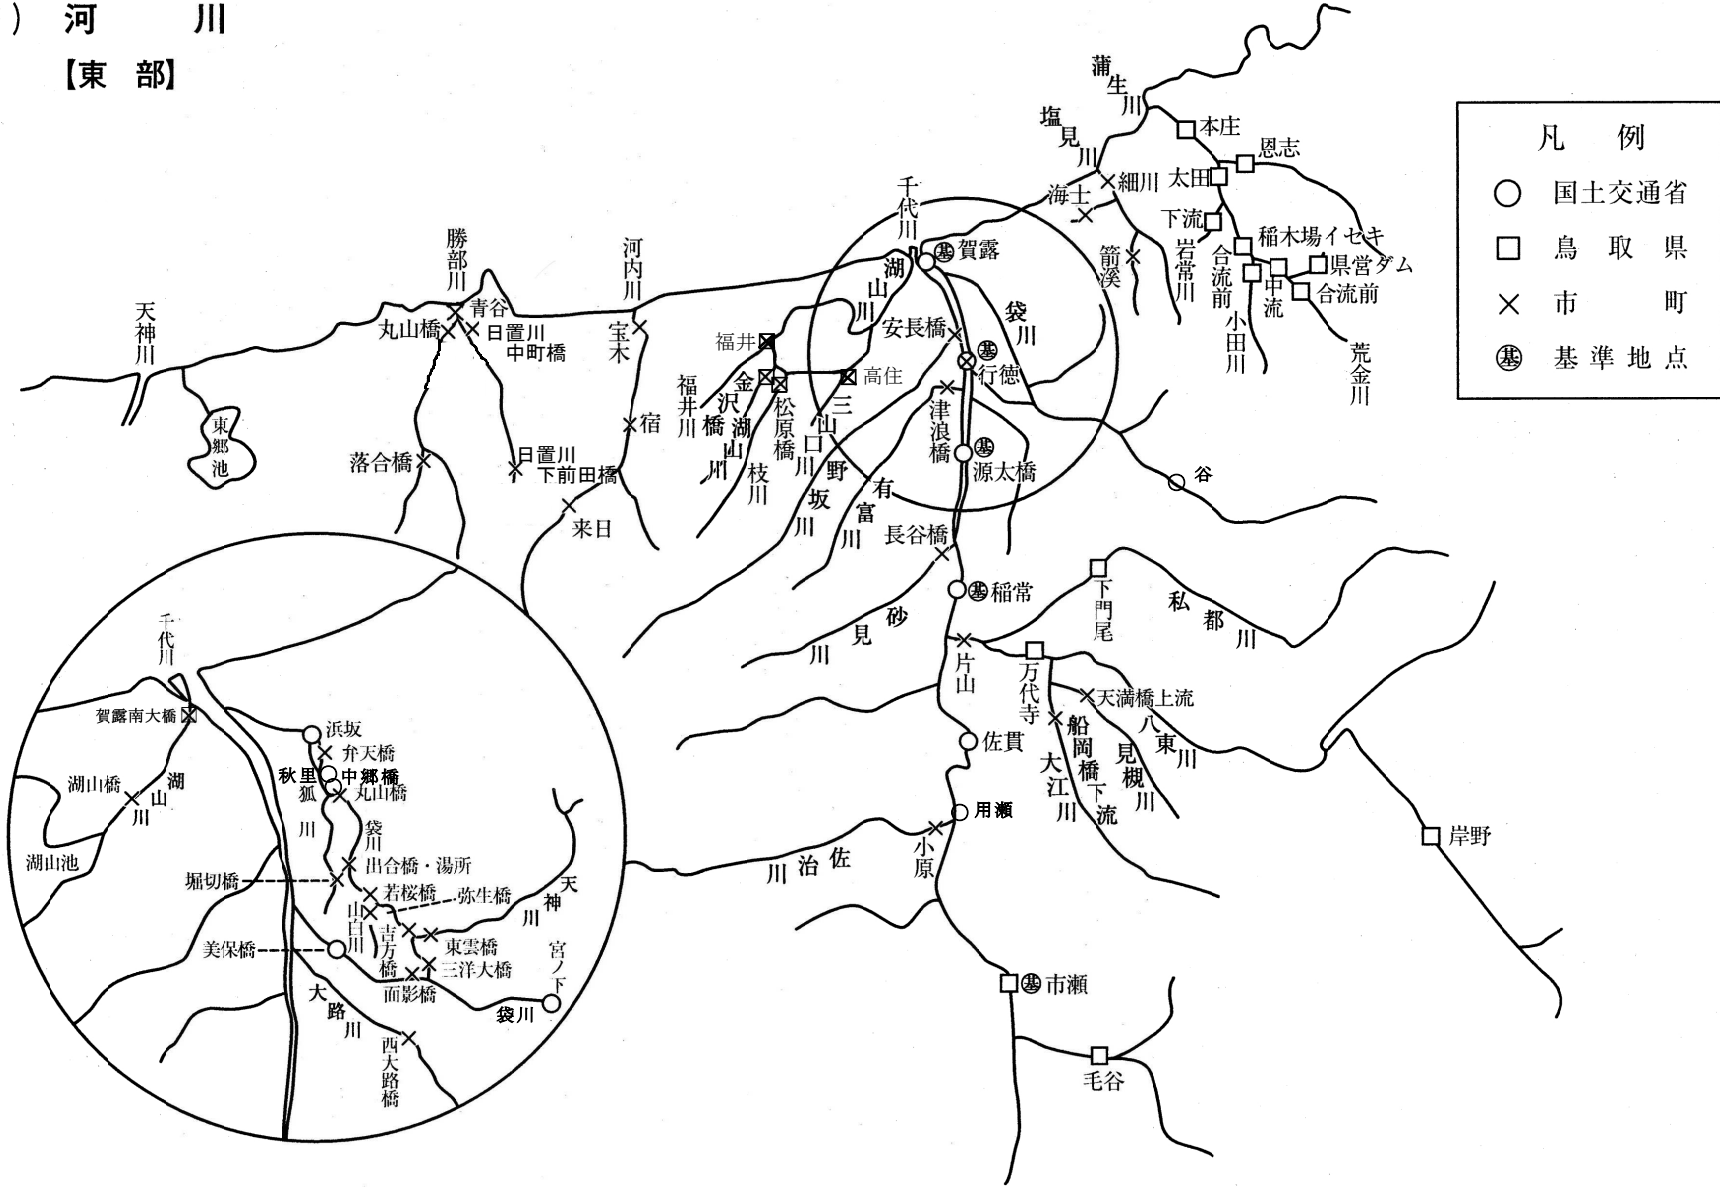 ) 河 川
【東 部】
凡 例
国土交通省
鳥取県
市町
基 基準地点
蒲生川
塩見川
本庄
恩志
太田
細川
海士
下流
岩常川
箭渓
稲木場イセキ
合流前
県営ダム
中流
合流前
小田川
荒金川
千代川
基 賀露
湖山川
袋川
安長橋
基
行徳
津浪橋
基
源太橋
谷
勝部川
青谷
丸山橋
日置川
中町橋
河内川
宝木
天神川
東郷池
落合橋
日置川
下前田橋
宿
来日
福井
福井川
金沢橋
湖山川
松原橋
枝川
高住
三山口川
野坂川
有富川
長谷橋
基 稲常
砂見川
片山
下門尾
私都川
万代寺
天満橋上流
八東川
船岡橋下流
大江川
見槻川
佐貫
用瀬
小原
佐治川
岸野
基 市瀬
毛谷
千代川
賀露南大橋
浜坂
弁天橋
秋里
中郷橋
丸山橋
狐川
湖山橋
湖山川
湖山池
袋川
出合橋・湯所
堀切橋
若桜橋
弥生橋
山白川
吉方橋
天神川
美保橋
東雲橋
三洋大橋
面影橋
宮ノ下
袋川
大路川
西大路橋